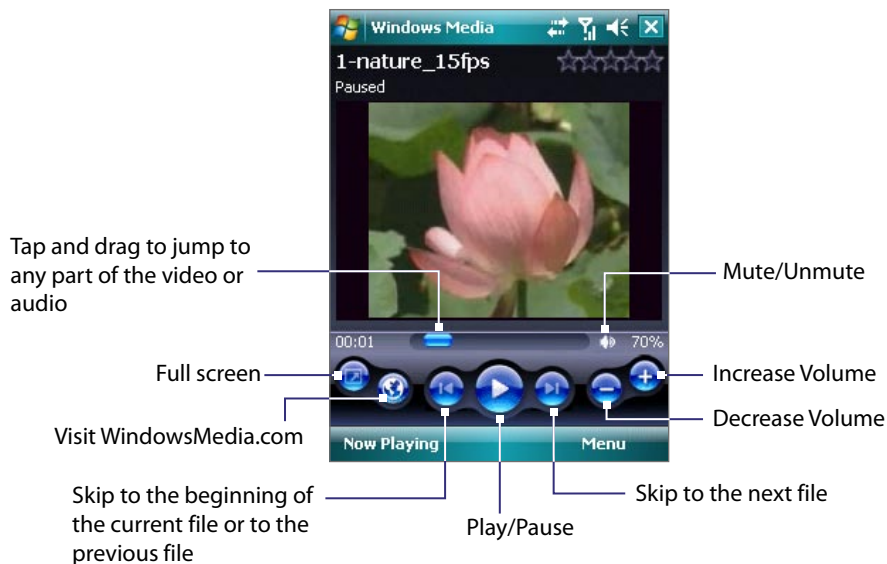 Windows Media
1-nature_15fps
Paused
Tap and drag to jump to
any part of the video or
audio
Mute/Unmute
00:01
70%
Full screen
Increase Volume
Decrease Volume
Visit WindowsMedia.com
Now Playing
Menu
Skip to the beginning of
the current file or to the
previous file
Play/Pause
Skip to the next file